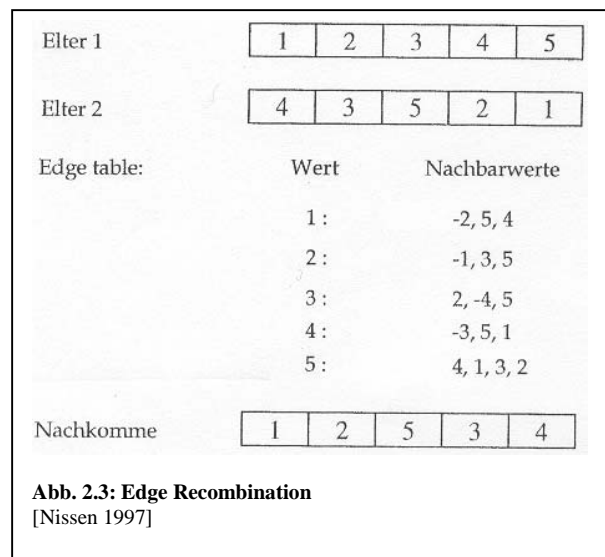 Elter 1 1 2 3 4 5
Elter 2 4 3 5 2 1
Edge table: Wert Nachbarwerte
1 : -2, 5, 4
2 : -1, 3, 5
3 : 2, -4, 5
4 : -3, 5, 1
5 : 4, 1, 3, 2
Nachkomme 1 2 5 3 4
Abb. 2.3: Edge Recombination
[Nissen 1997]